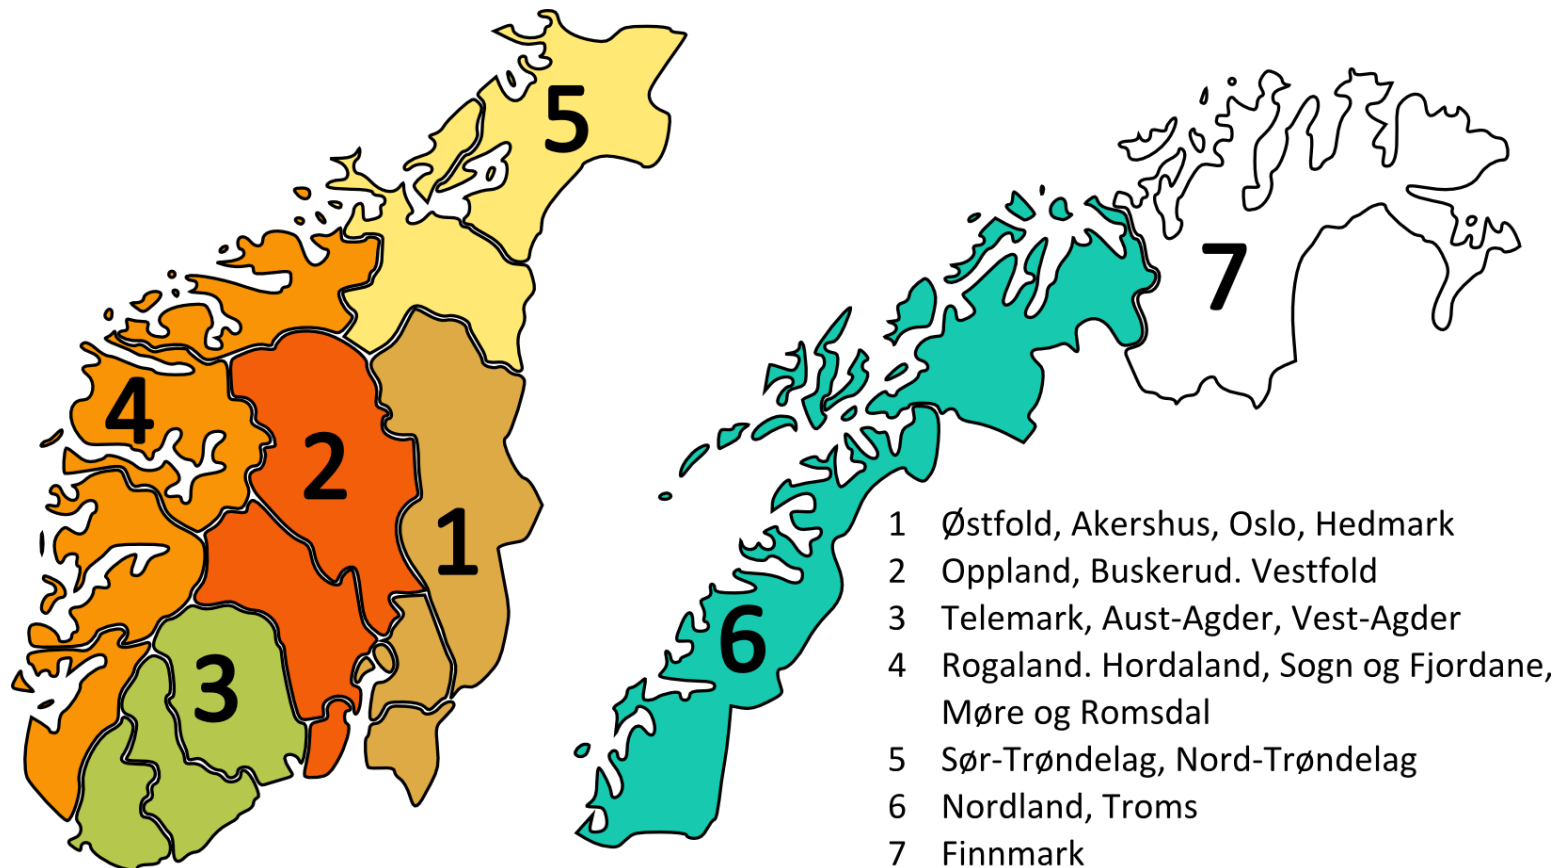 5
7
4
2
1
6
3
1 Østfold, Akershus, Oslo, Hedmark
2 Oppland, Buskerud. Vestfold
3 Telemark, Aust-Agder, Vest-Agder
4 Rogaland. Hordaland, Sogn og Fjordane,
Møre og Romsdal
5 Sør-Trøndelag, Nord-Trøndelag
6 Nordland, Troms
7 Finnmark